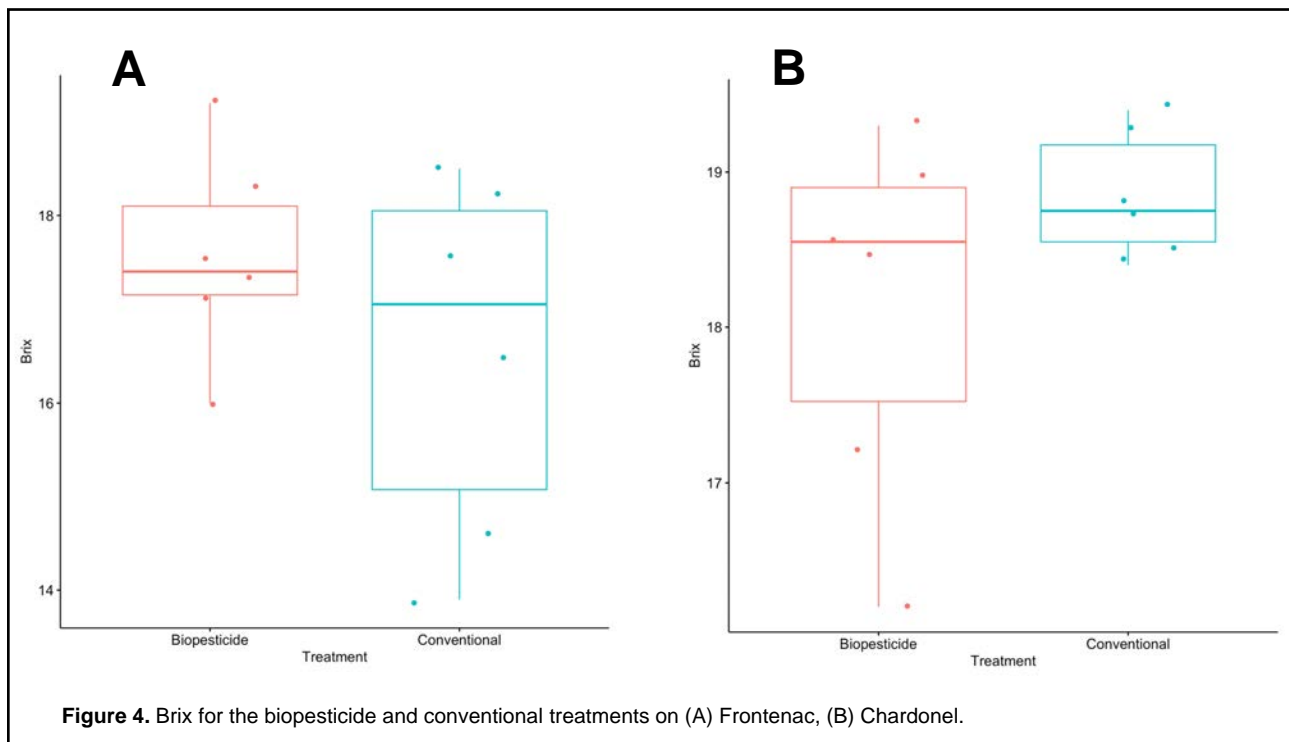 A
Brix
18
16
14
Biopesticide
Conventional
Treatment
B
Brix
19
18
17
Biopesticide
Conventional
Treatment
Figure 4. Brix for the biopesticide and conventional treatments on (A) Frontenac, (B) Chardonel.